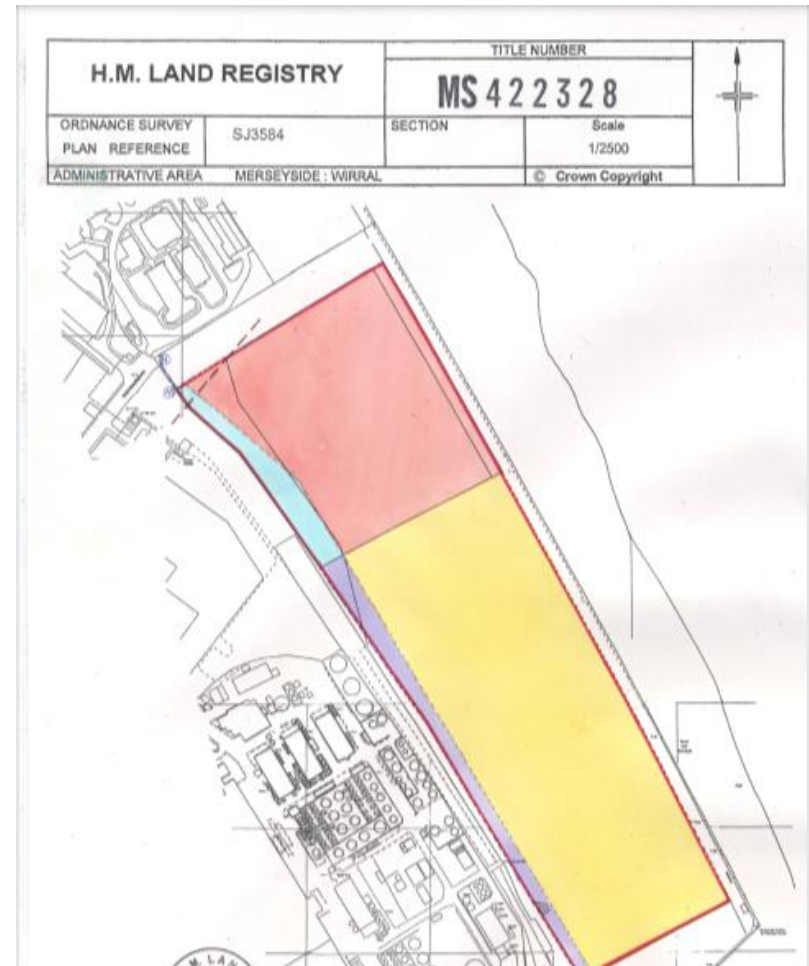 H.M. LAND REGISTRY
TITLE NUMBER
MS422328
ORDNANCE SURVEY
PLAN REFERENCE
SJ3584
SECTION
Scale
1/2500
ADMINISTRATIVE AREA
MERSEYSIDE : WIRRAL
© Crown Copyright